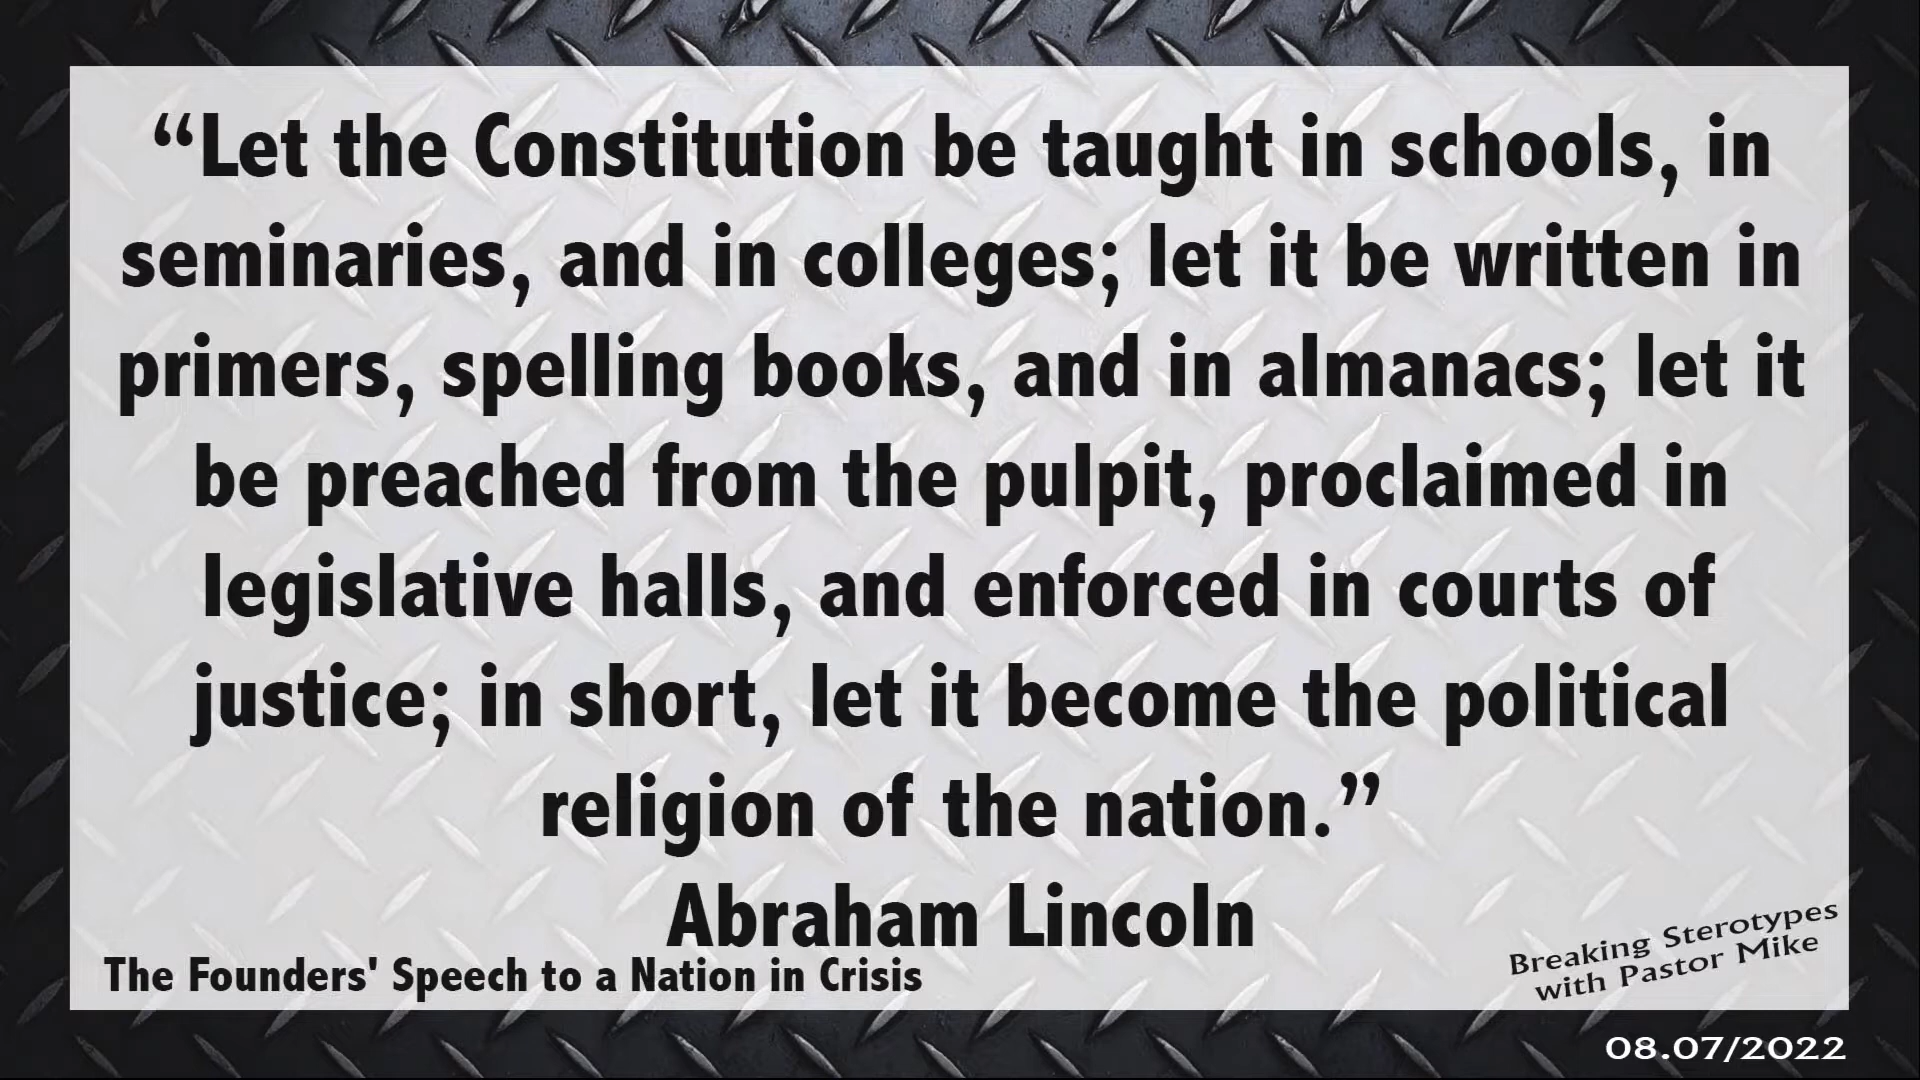 “Let the Constitution be taught in schools, in
seminaries, and in colleges; let it be written in
primers, spelling books, and in almanacs; let it
be preached from the pulpit, proclaimed in
legislative halls, and enforced in courts of
justice; in short, let it become the political
religion of the nation.”
Abraham Lincoln
The Founders' Speech to a Nation in Crisis
Breaking Sterotypes
with Pastor Mike
08.07/2022